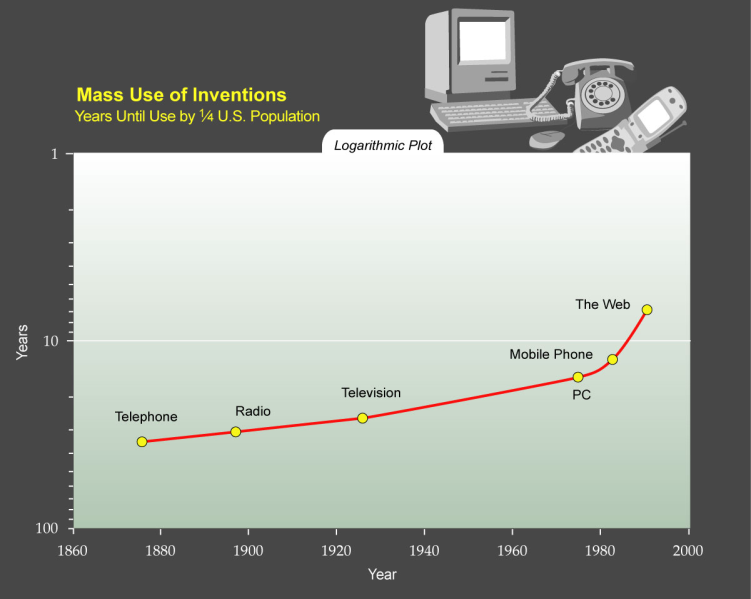 Mass Use of Inventions
Years Until Use by ¼ U.S. Population
Logarithmic Plot
1
The Web
10
Years
Mobile Phone
PC
Television
Radio
Telephone
100
1860 1880 1900 1920 1940 1960 1980 2000
Year